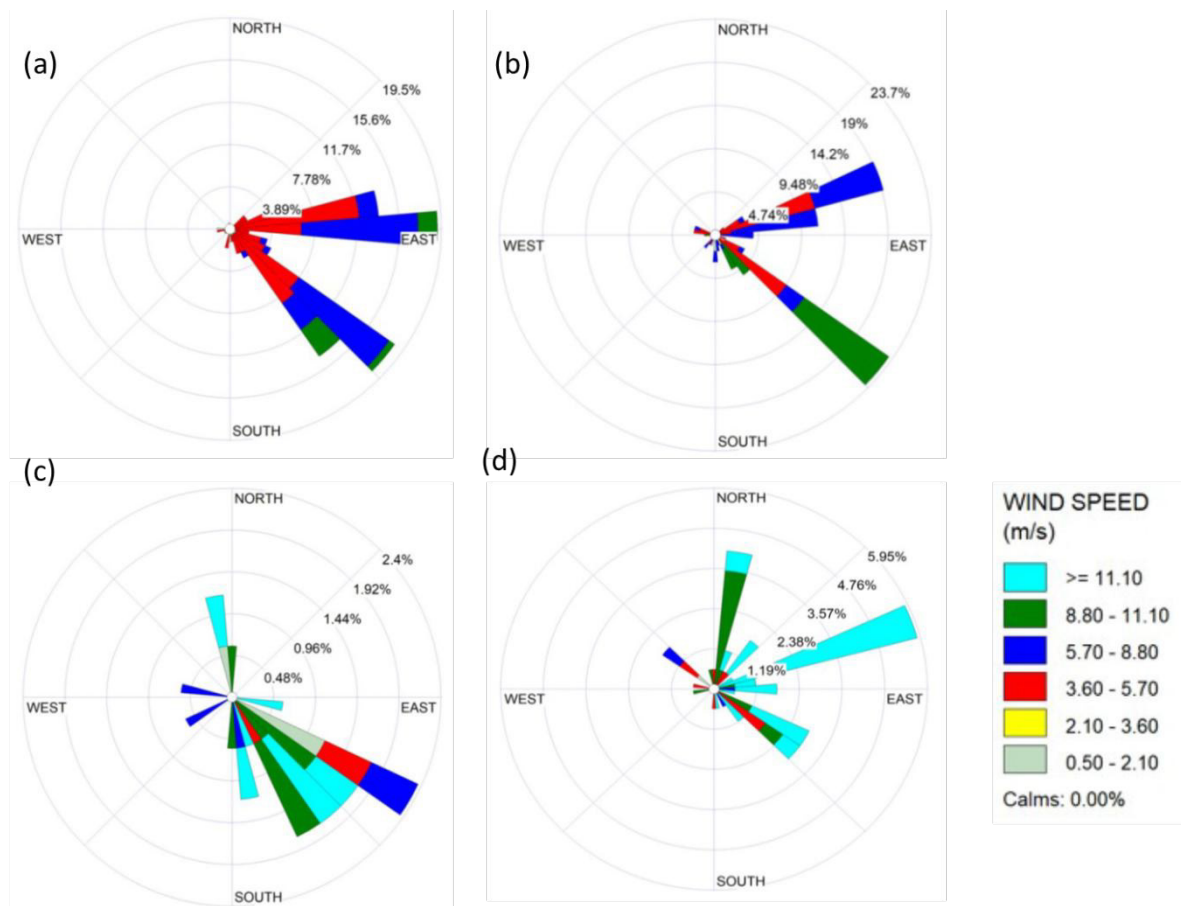 (a)
NORTH
19.5%
15.6%
11.7%
7.78%
3.89%
WEST
EAST
SOUTH
(b)
NORTH
23.7%
19%
14.2%
9.48%
4.74%
WEST
EAST
SOUTH
(c)
NORTH
2.4%
1.92%
1.44%
0.96%
0.48%
WEST
EAST
SOUTH
(d)
NORTH
5.95%
4.76%
3.57%
2.38%
1.19%
WEST
EAST
SOUTH
WIND SPEED
(m/s)
>= 11.10
8.80 - 11.10
5.70 - 8.80
3.60 - 5.70
2.10 - 3.60
0.50 - 2.10
Calms: 0.00%